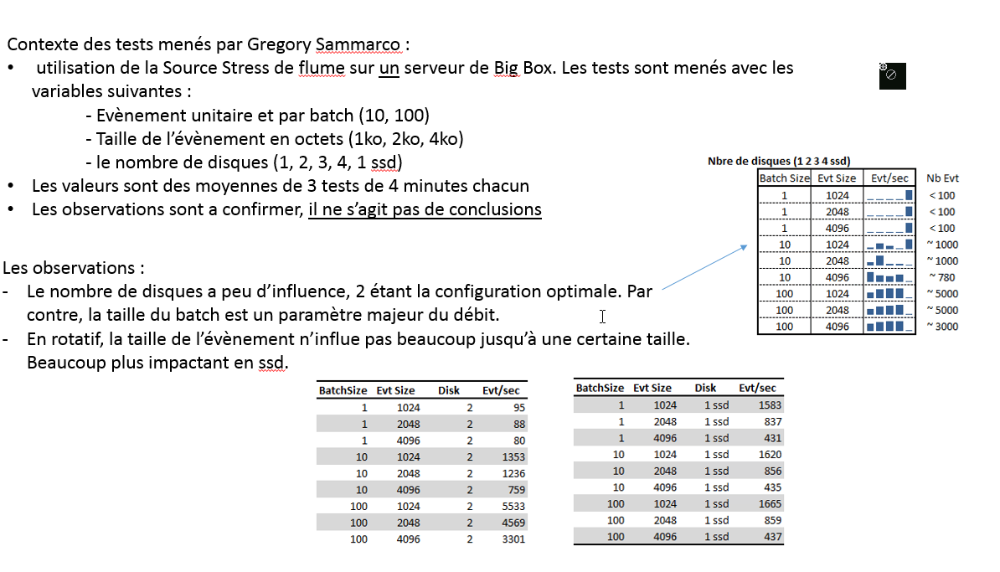 Contexte des tests menés par Gregory Sammarco :
• utilisation de la Source Stress de flume sur un serveur de Big Box. Les tests sont menés avec les
variables suivantes :
- Evènement unitaire et par batch (10, 100)
- Taille de l’évènement en octets (1ko, 2ko, 4ko)
- le nombre de disques (1, 2, 3, 4, 1 ssd)
• Les valeurs sont des moyennes de 3 tests de 4 minutes chacun
• Les observations sont a confirmer, il ne s’agit pas de conclusions
Nbre de disques (1 2 3 4 ssd)
Batch Size Evt Size Evt/sec Nb Evt
1 1024 < 100
1 2048 < 100
1 4096 < 100
10 1024 ~ 1000
10 2048 ~ 1000
10 4096 ~ 780
100 1024 ~ 5000
100 2048 ~ 5000
100 4096 ~ 3000
Les observations :
- Le nombre de disques a peu d’influence, 2 étant la configuration optimale. Par
contre, la taille du batch est un paramètre majeur du débit.
- En rotatif, la taille de l’évènement n’influe pas beaucoup jusqu’à une certaine taille.
Beaucoup plus impactant en ssd.
BatchSize Evt Size Disk Evt/sec
1 1024 2 95
1 2048 2 88
1 4096 2 80
10 1024 2 1353
10 2048 2 1236
10 4096 2 759
100 1024 2 5533
100 2048 2 4569
100 4096 2 3301
BatchSize Evt Size Disk Evt/sec
1 1024 1 ssd 1583
1 2048 1 ssd 837
1 4096 1 ssd 431
10 1024 1 ssd 1620
10 2048 1 ssd 856
10 4096 1 ssd 435
100 1024 1 ssd 1665
100 2048 1 ssd 859
100 4096 1 ssd 437